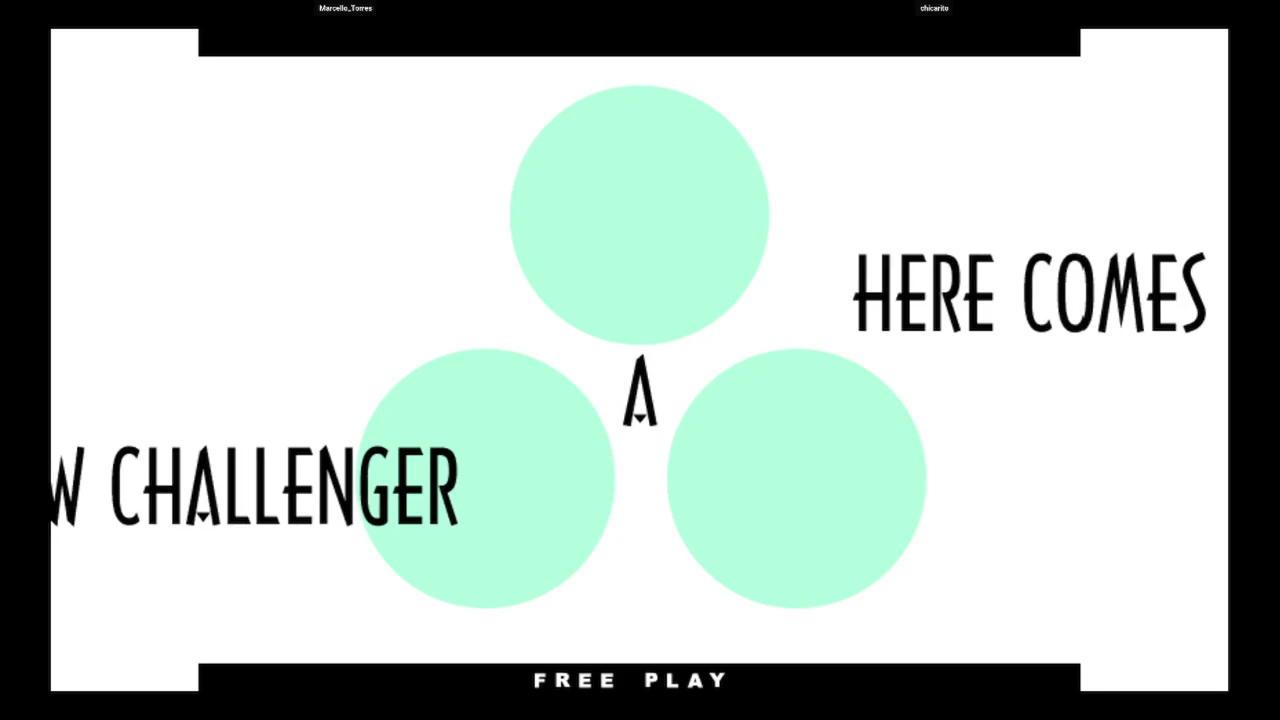 Marcello_Torres
chicarito
HERE COMES
A
W CHALLENGER
FREE PLAY